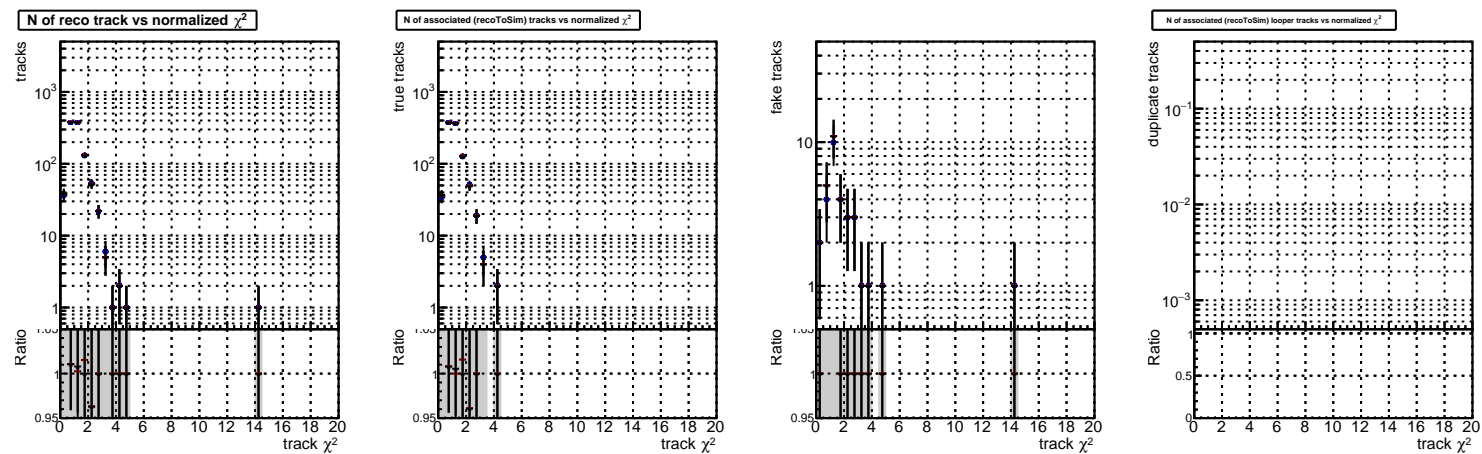 N of reco track vs normalized χ²
tracks
10³
10²
10
1
Ratio
1.05
1
0.95
0 2 4 6 8 10 12 14 16 18 20
track χ²
N of associated (recoToSim) tracks vs normalized χ²
true tracks
10³
10²
10
1
Ratio
1.05
1
0.95
0 2 4 6 8 10 12 14 16 18 20
track χ²
fake tracks
10
1
Ratio
1.05
1
0.95
0 2 4 6 8 10 12 14 16 18 20
track χ²
N of associated (recoToSim) looper tracks vs normalized χ²
duplicate tracks
10⁻¹
10⁻²
10⁻³
Ratio
1
0.5
0
0 2 4 6 8 10 12 14 16 18 20
track χ²